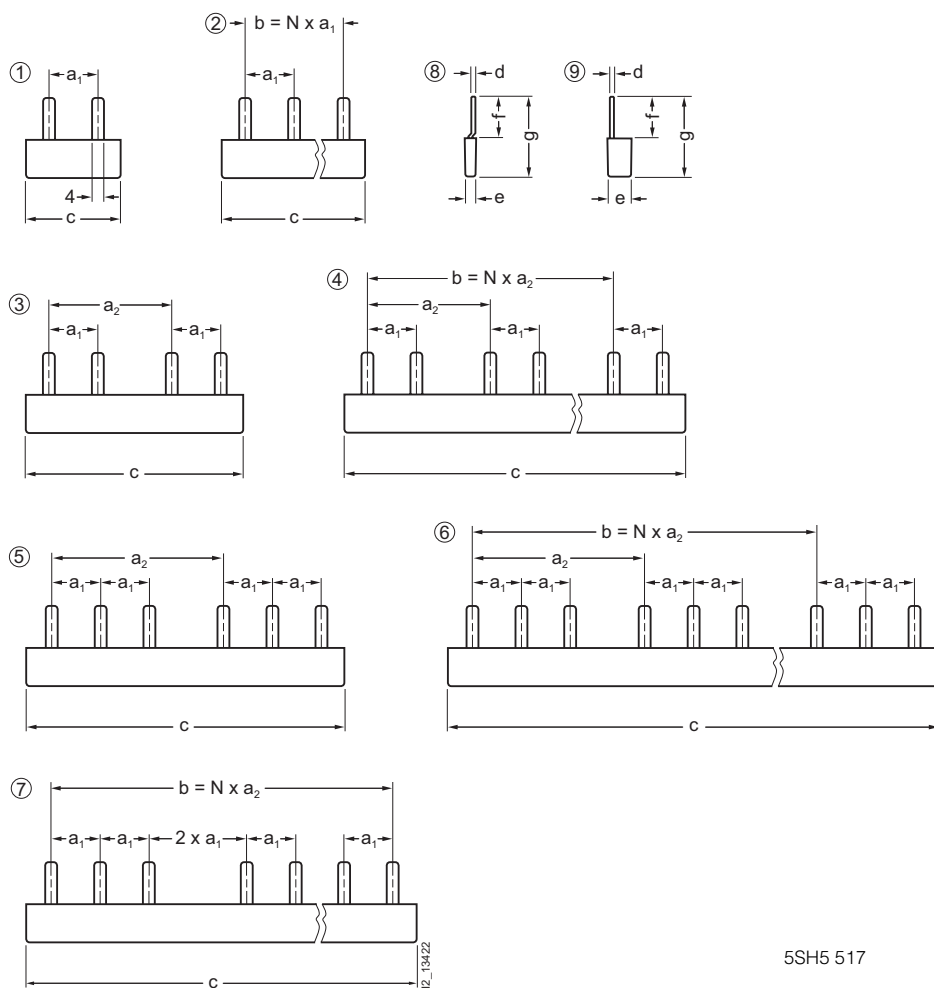 ① a₁ 4 c
② b = N x a₁ a₁ c
⑧ d f g e
⑨ d f g e
③ a₂ a₁ a₁ c
④ b = N x a₂ a₂ a₁ a₁ a₁ c
⑤ a₂ a₁ a₁ a₁ a₁ c
⑥ b = N x a₂ a₂ a₁ a₁ a₁ a₁ a₁ a₁ c
⑦ b = N x a₂ a₁ a₁ 2 x a₁ a₁ a₁ c
I2_13422
5SH5 517